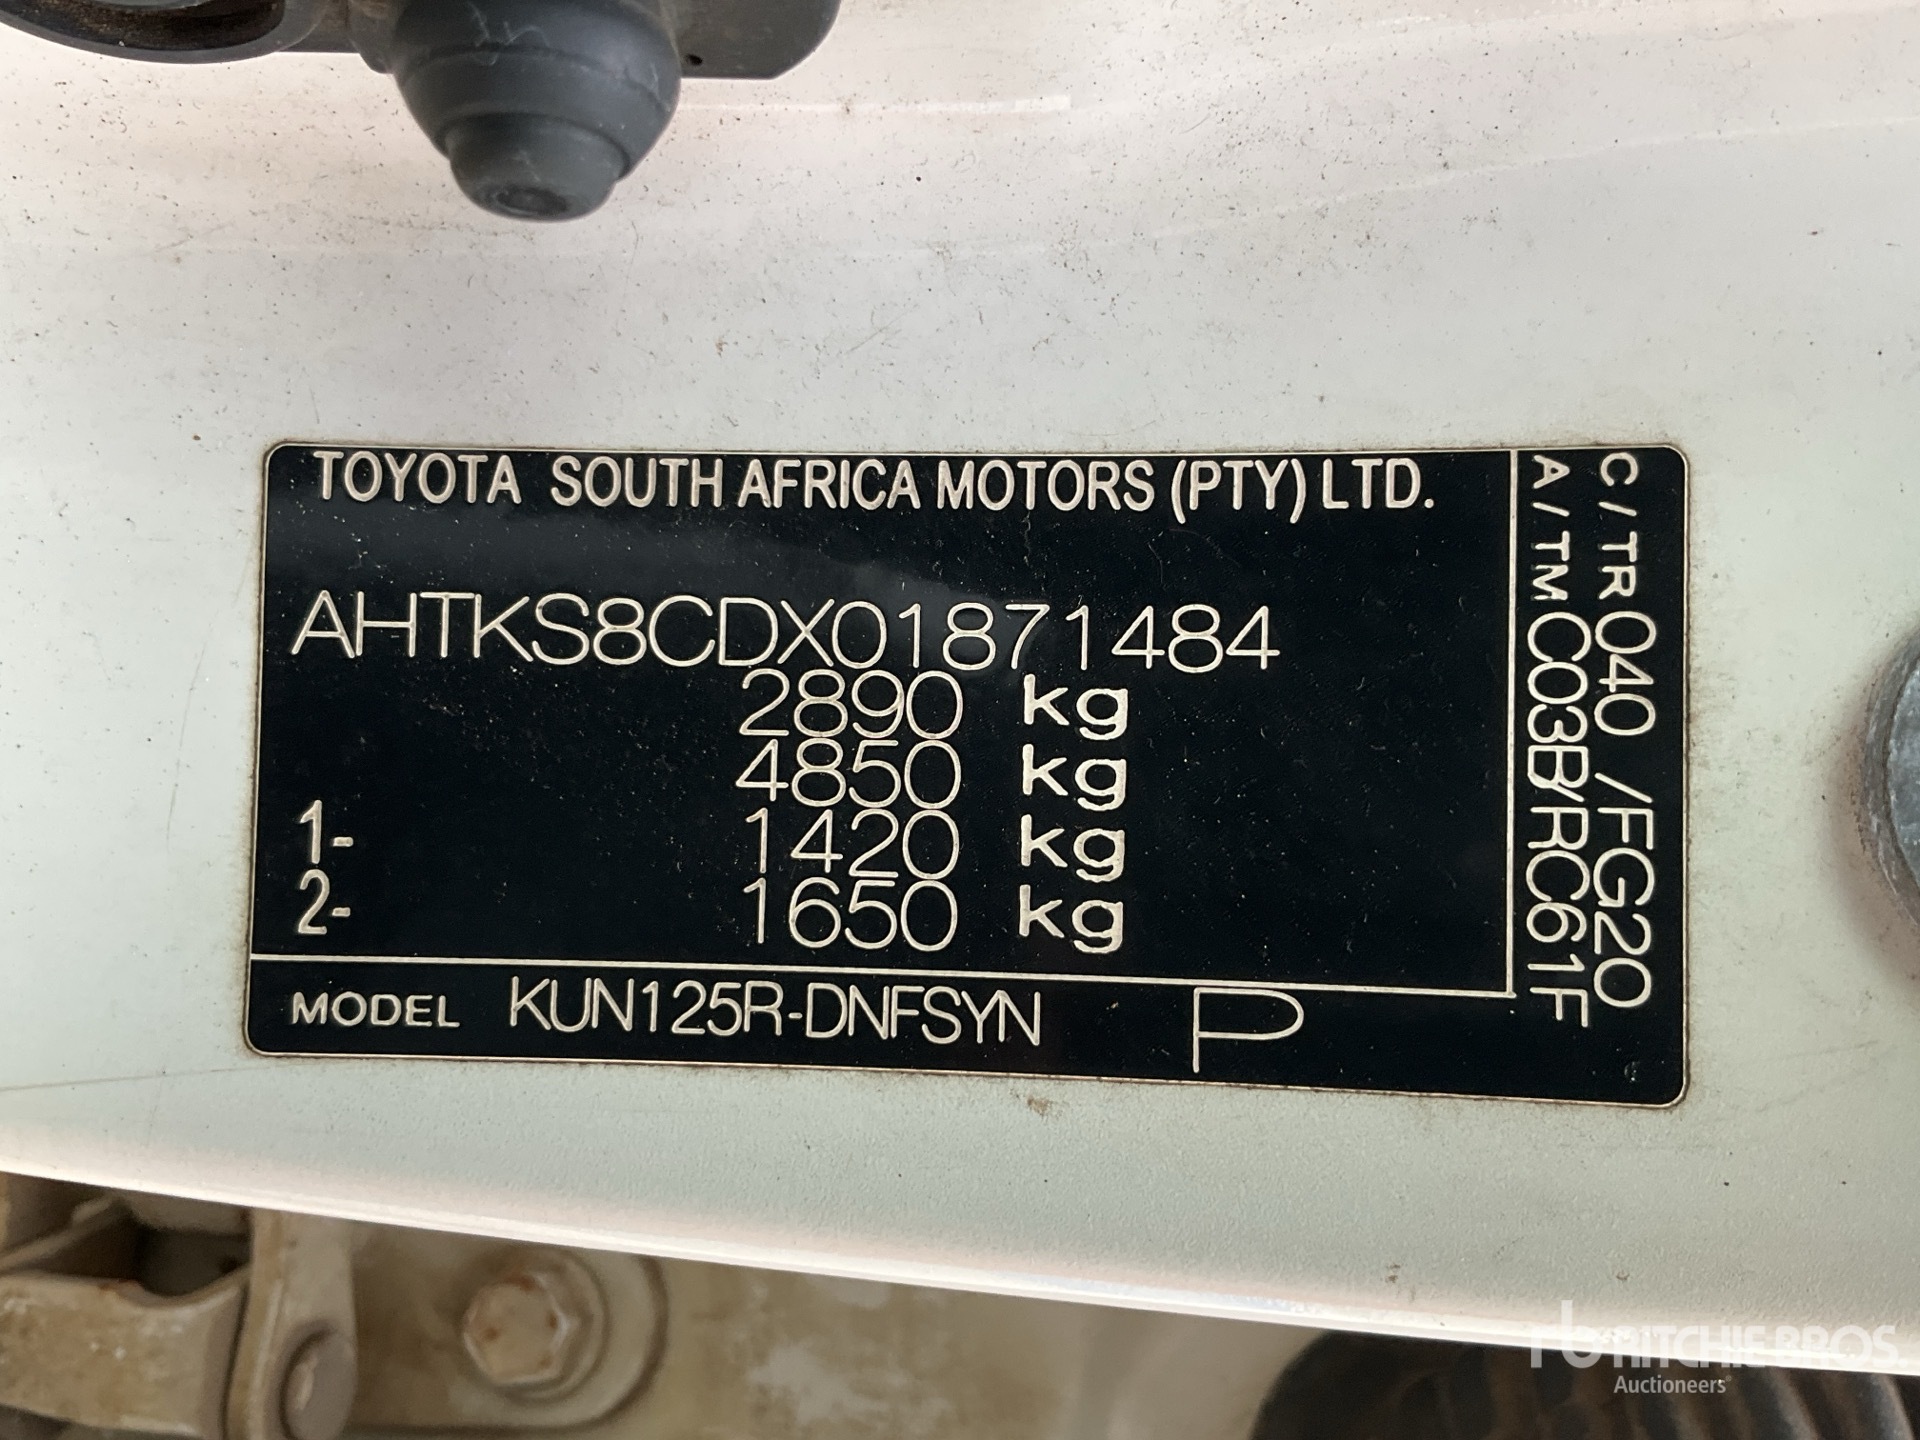 TOYOTA SOUTH AFRICA MOTORS (PTY) LTD.
AHTKS8CDX01871484
2890 kg
4850 kg
1- 1420 kg
2- 1650 kg
MODEL KUN125R-DNFSYN P
C/TR 040 /FG20
A/TM C03B/RC61F
rb RITCHIE BROS.
Auctioneers